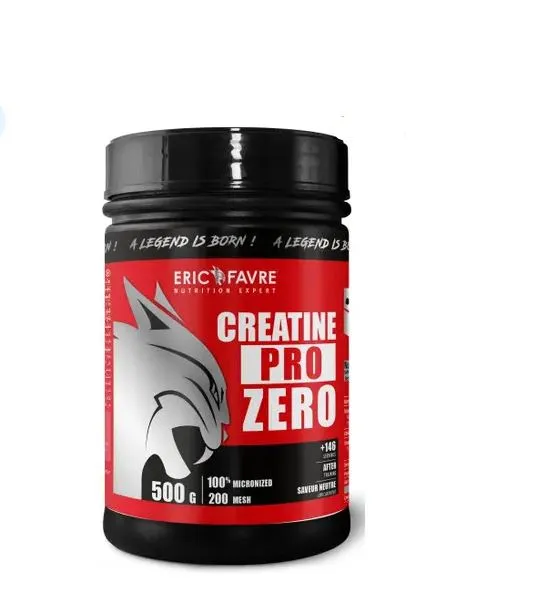 A LEGEND IS BORN ! A LEGEND IS B
ERIC FAVRE
NUTRITION EXPERT
CREATINE
PRO
ZERO
+146
AFTER
SAVEUR NEUTRE
500 G
100% MICRONIZED
200 MESH